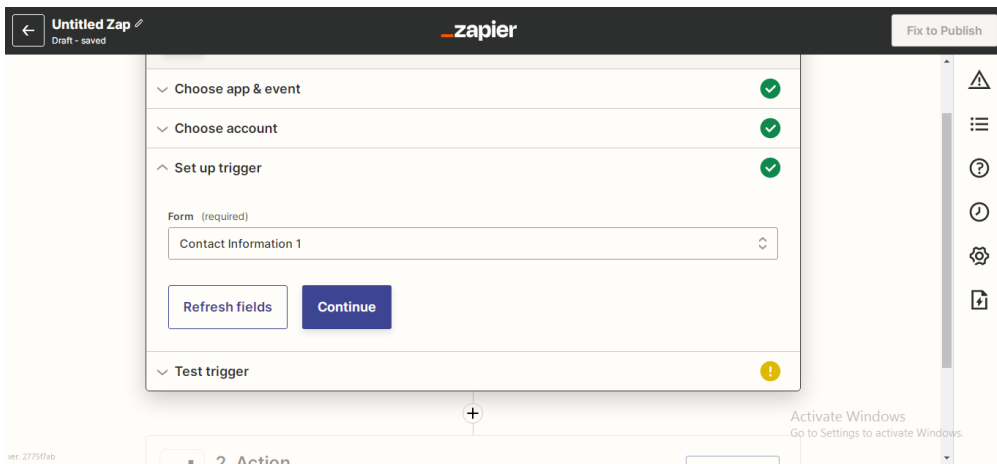 Untitled Zap
Draft - saved
zapier
Fix to Publish
Choose app & event
Choose account
Set up trigger
Form (required)
Contact Information 1
Refresh fields
Continue
Test trigger
Activate Windows
Go to Settings to activate Windows.
2. Action
ver. 2775f7ab